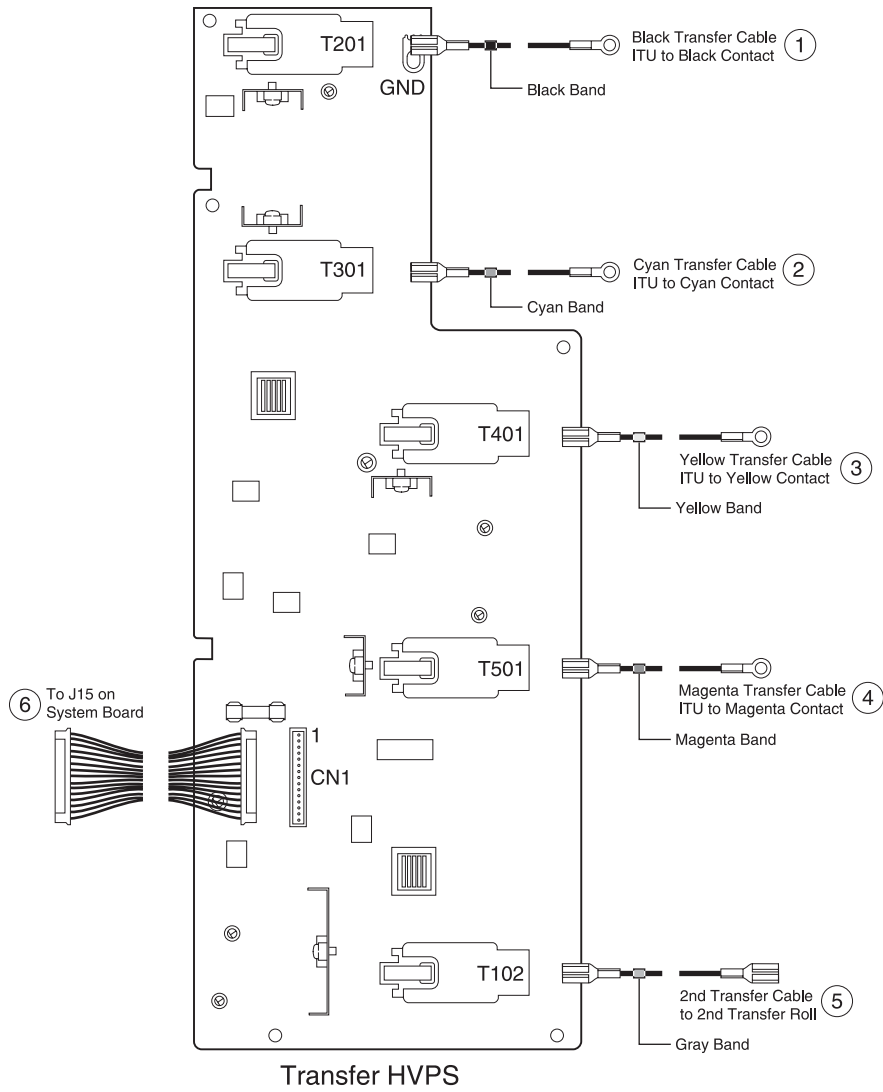 T201
GND
Black Transfer Cable
ITU to Black Contact
1
Black Band
T301
Cyan Transfer Cable
ITU to Cyan Contact
2
Cyan Band
T401
Yellow Transfer Cable
ITU to Yellow Contact
3
Yellow Band
T501
Magenta Transfer Cable
ITU to Magenta Contact
4
Magenta Band
6
To J15 on
System Board
1
CN1
T102
2nd Transfer Cable
to 2nd Transfer Roll
5
Gray Band
Transfer HVPS